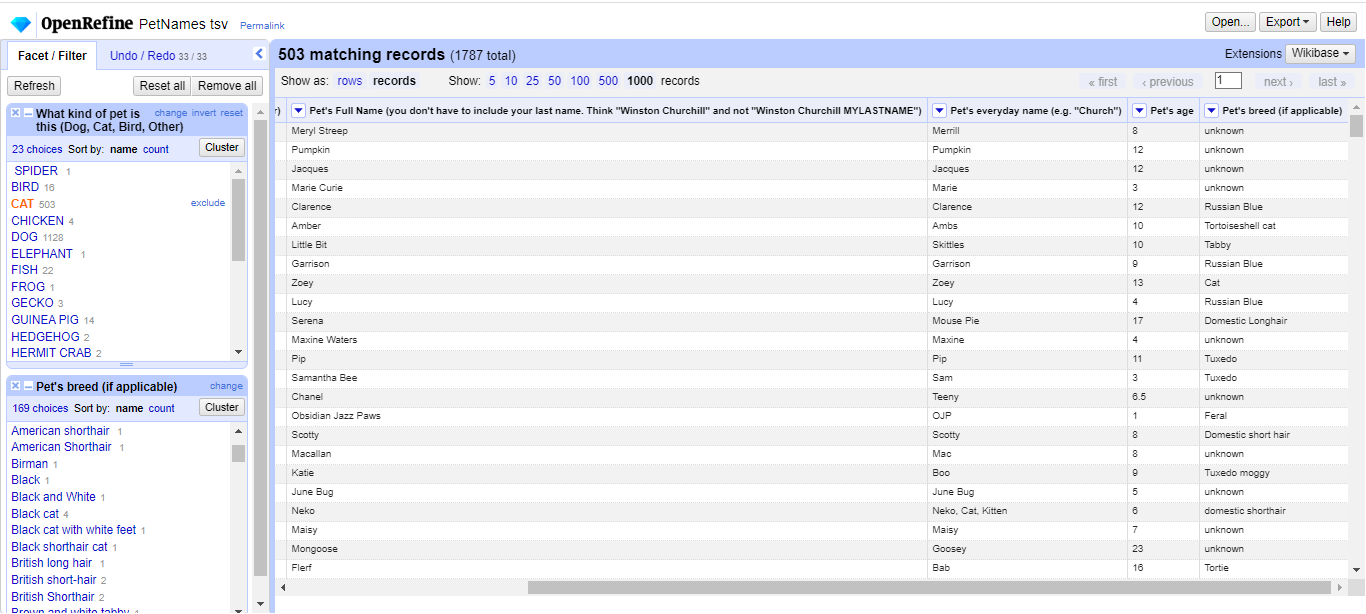 OpenRefine PetNames tsv Permalink Open... Export Help
Facet / Filter Undo / Redo 33 / 33
503 matching records (1787 total) Extensions Wikibase
Refresh Reset all Remove all
Show as: rows records Show: 5 10 25 50 100 500 1000 records « first ‹ previous 1 next › last »
What kind of pet is this (Dog, Cat, Bird, Other) change invert reset
23 choices Sort by: name count Cluster
SPIDER 1
BIRD 16
CAT 503 exclude
CHICKEN 4
DOG 1128
ELEPHANT 1
FISH 22
FROG 1
GECKO 3
GUINEA PIG 14
HEDGEHOG 2
HERMIT CRAB 2
Pet's breed (if applicable) change
169 choices Sort by: name count Cluster
American shorthair 1
American Shorthair 1
Birman 1
Black 1
Black and White 1
Black cat 4
Black cat with white feet 1
Black shorthair cat 1
British long hair 1
British short-hair 2
British Shorthair 2
Brown and white tabby 1
r) Pet's Full Name (you don't have to include your last name. Think "Winston Churchill" and not "Winston Churchill MYLASTNAME") Pet's everyday name (e.g. "Church") Pet's age Pet's breed (if applicable)
Meryl Streep Merrill 8 unknown
Pumpkin Pumpkin 12 unknown
Jacques Jacques 12 unknown
Marie Curie Marie 3 unknown
Clarence Clarence 12 Russian Blue
Amber Ambs 10 Tortoiseshell cat
Little Bit Skittles 10 Tabby
Garrison Garrison 9 Russian Blue
Zoey Zoey 13 Cat
Lucy Lucy 4 Russian Blue
Serena Mouse Pie 17 Domestic Longhair
Maxine Waters Maxine 4 unknown
Pip Pip 11 Tuxedo
Samantha Bee Sam 3 Tuxedo
Chanel Teeny 6.5 unknown
Obsidian Jazz Paws OJP 1 Feral
Scotty Scotty 8 Domestic short hair
Macallan Mac 8 unknown
Katie Boo 9 Tuxedo moggy
June Bug June Bug 5 unknown
Neko Neko, Cat, Kitten 6 domestic shorthair
Maisy Maisy 7 unknown
Mongoose Goosey 23 unknown
Flerf Bab 16 Tortie